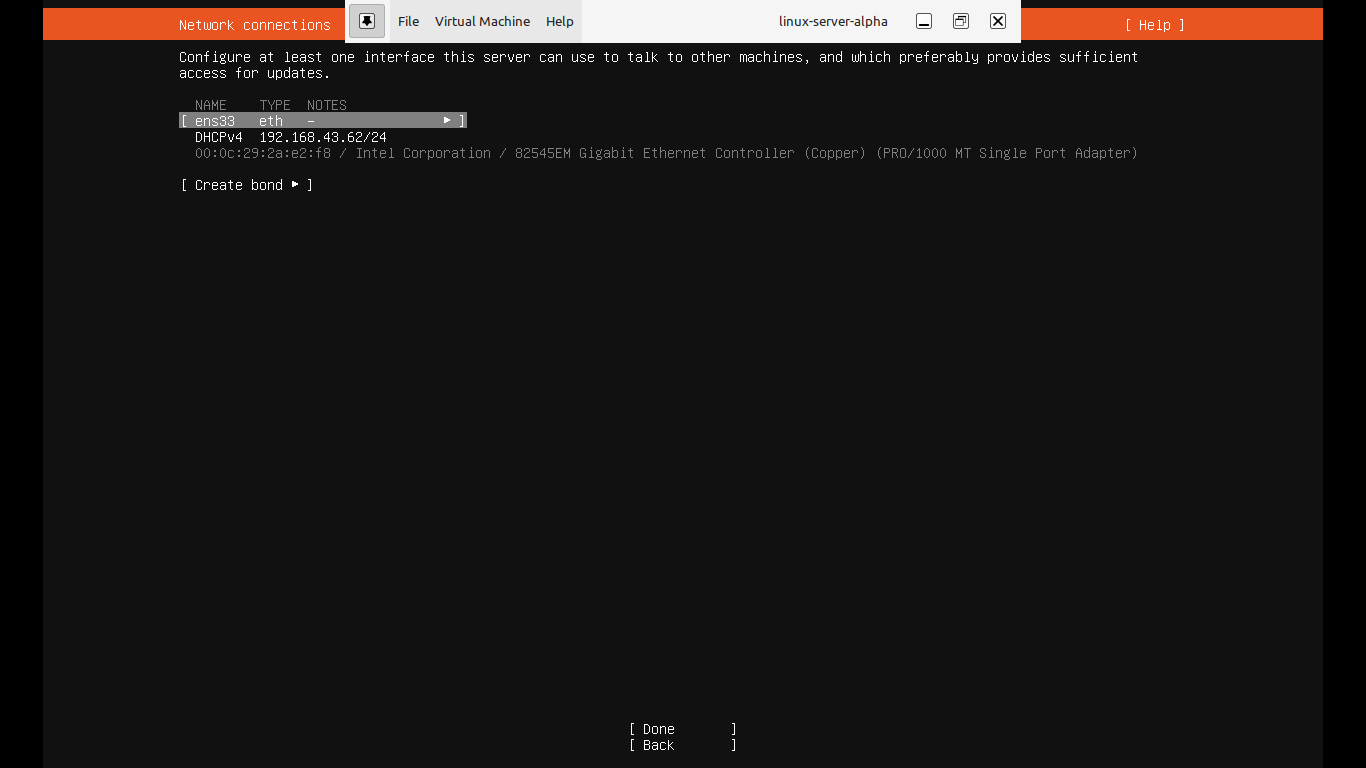 Network connections
File Virtual Machine Help
linux-server-alpha
[ Help ]
Configure at least one interface this server can use to talk to other machines, and which preferably provides sufficient
access for updates.
NAME TYPE NOTES
[ ens33 eth - ▸ ]
DHCPv4 192.168.43.62/24
00:0c:29:2a:e2:f8 / Intel Corporation / 82545EM Gigabit Ethernet Controller (Copper) (PRO/1000 MT Single Port Adapter)
[ Create bond ▸ ]
[ Done ]
[ Back ]